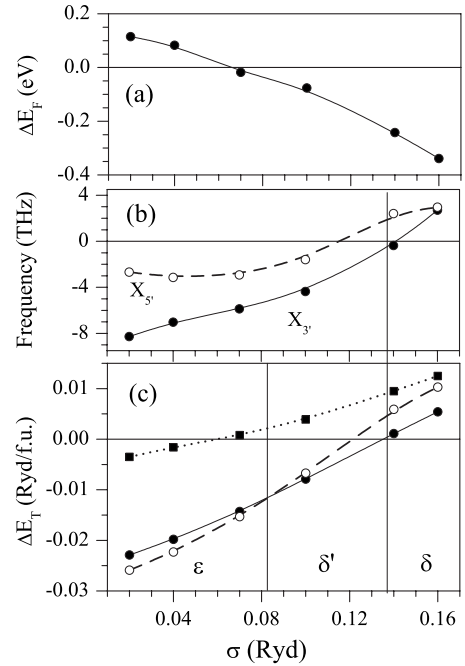 0.2
0.0
-0.2
-0.4
ΔE_F (eV)
(a)
4
0
-4
-8
Frequency (THz)
(b)
X_5'
X_3'
0.01
0.00
-0.01
-0.02
-0.03
ΔE_T (Ryd/f.u.)
(c)
ε δ' δ
0.04 0.08 0.12 0.16
σ (Ryd)